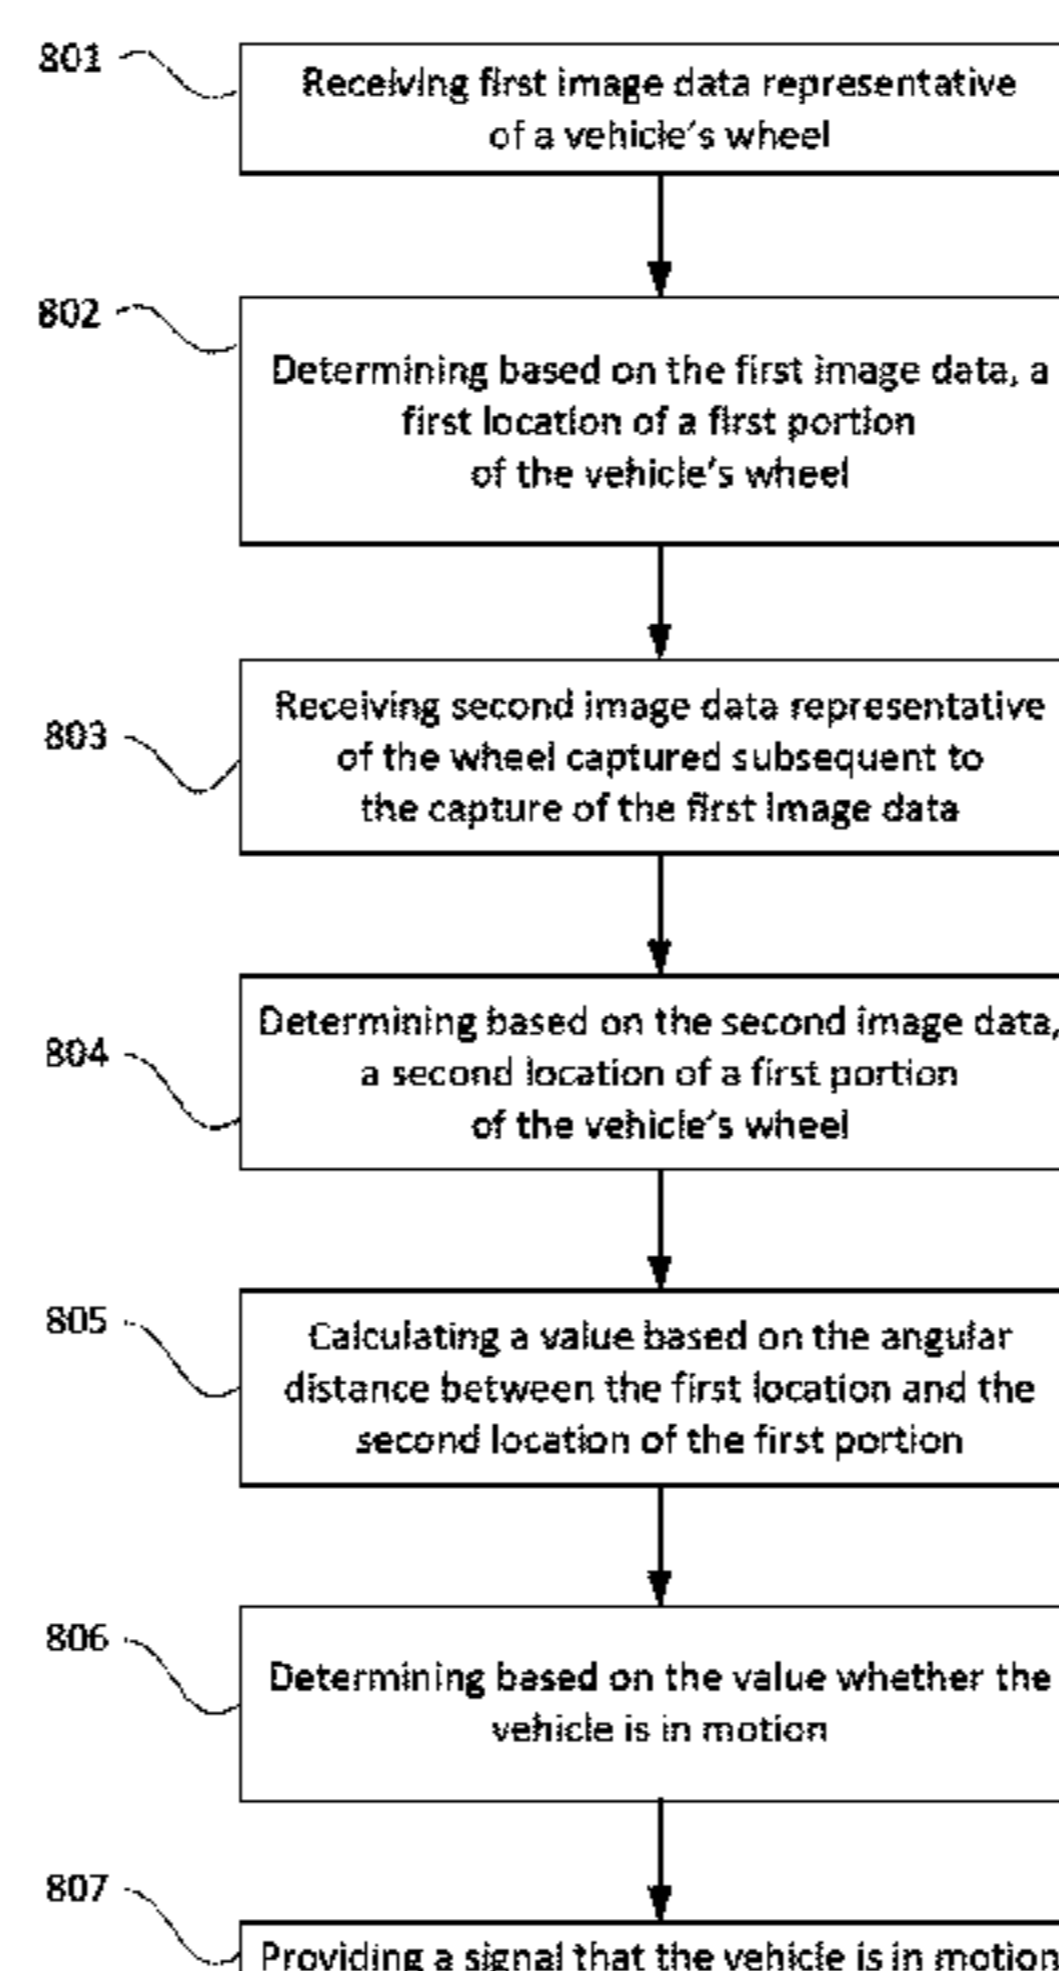 801
Receiving first image data representative
of a vehicle's wheel
802
Determining based on the first image data, a
first location of a first portion
of the vehicle's wheel
803
Receiving second image data representative
of the wheel captured subsequent to
the capture of the first image data
804
Determining based on the second image data,
a second location of a first portion
of the vehicle's wheel
805
Calculating a value based on the angular
distance between the first location and the
second location of the first portion
806
Determining based on the value whether the
vehicle is in motion
807
Providing a signal that the vehicle is in motion